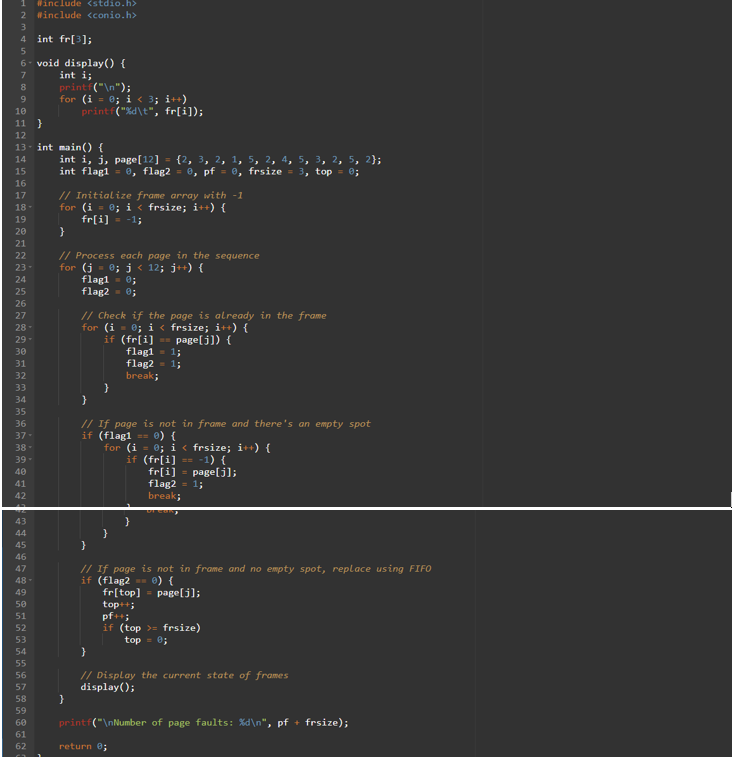 1 #include <stdio.h>
2 #include <conio.h>
3
4 int fr[3];
5
6 void display() {
7 int i;
8 printf("\n");
9 for (i = 0; i < 3; i++)
10 printf("%d\t", fr[i]);
11 }
12
13 int main() {
14 int i, j, page[12] = {2, 3, 2, 1, 5, 2, 4, 5, 3, 2, 5, 2};
15 int flag1 = 0, flag2 = 0, pf = 0, frsize = 3, top = 0;
16
17 // Initialize frame array with -1
18 for (i = 0; i < frsize; i++) {
19 fr[i] = -1;
20 }
21
22 // Process each page in the sequence
23 for (j = 0; j < 12; j++) {
24 flag1 = 0;
25 flag2 = 0;
26
27 // Check if the page is already in the frame
28 for (i = 0; i < frsize; i++) {
29 if (fr[i] == page[j]) {
30 flag1 = 1;
31 flag2 = 1;
32 break;
33 }
34 }
35
36 // If page is not in frame and there's an empty spot
37 if (flag1 == 0) {
38 for (i = 0; i < frsize; i++) {
39 if (fr[i] == -1) {
40 fr[i] = page[j];
41 flag2 = 1;
42 break;
43 }
44 }
45 }
46
47 // If page is not in frame and no empty spot, replace using FIFO
48 if (flag2 == 0) {
49 fr[top] = page[j];
50 top++;
51 pf++;
52 if (top >= frsize)
53 top = 0;
54 }
55
56 // Display the current state of frames
57 display();
58 }
59
60 printf("\nNumber of page faults: %d\n", pf + frsize);
61
62 return 0;